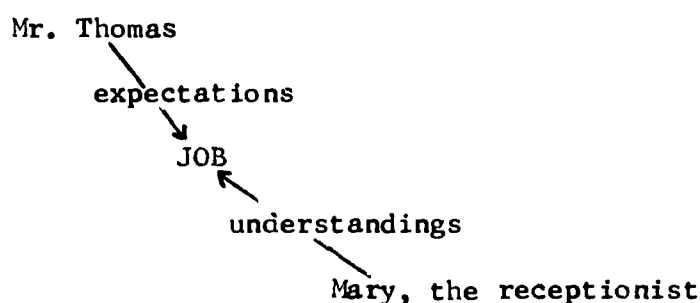 Mr. Thomas
expectations
JOB
understandings
Mary, the receptionist